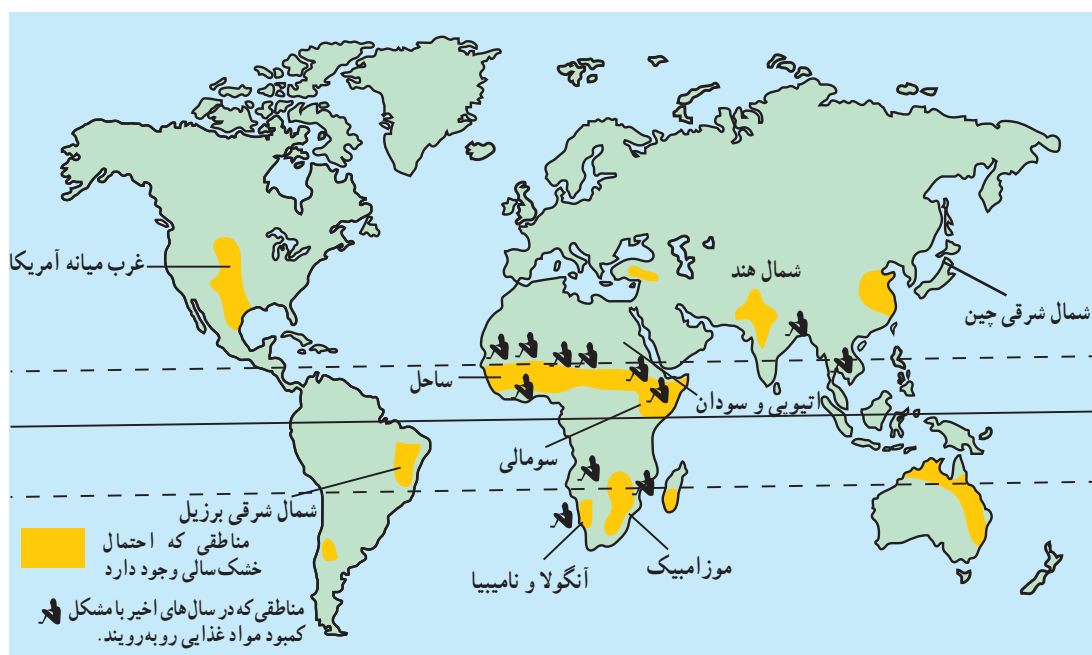 غرب میانه آمریکا
شمال هند
شمال شرقی چین
ساحل
اتیوپی و سودان
سومالی
شمال شرقی برزیل
موزامبیک
آنگولا و نامیبیا
مناطقی که احتمال
خشک‌سالی وجود دارد
مناطقی که در سال‌های اخیر با مشکل
کمبود مواد غذایی روبه‌رویند.